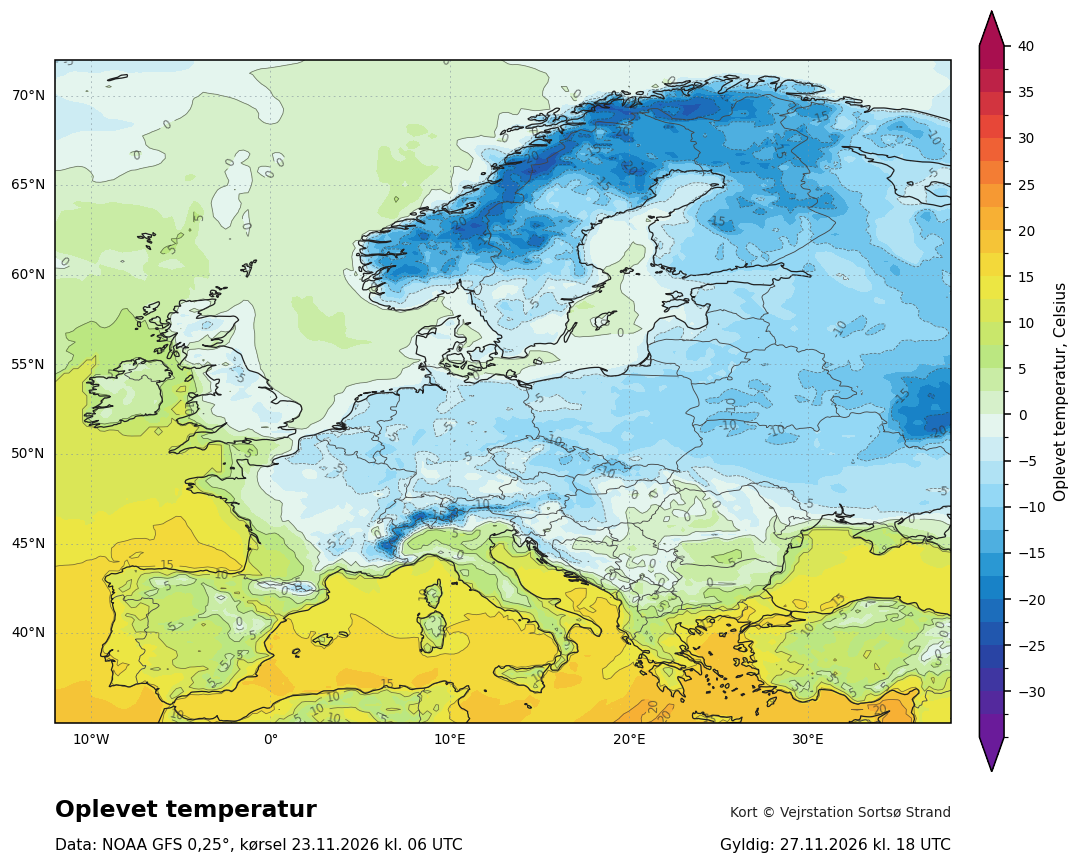 40
35
30
25
20
15
10
5
0
−5
−10
−15
−20
−25
−30
Oplevet temperatur, Celsius
70°N
65°N
60°N
55°N
50°N
45°N
40°N
10°W 0° 10°E 20°E 30°E
Oplevet temperatur
Kort © Vejrstation Sortsø Strand
Data: NOAA GFS 0,25°, kørsel 23.11.2026 kl. 06 UTC
Gyldig: 27.11.2026 kl. 18 UTC